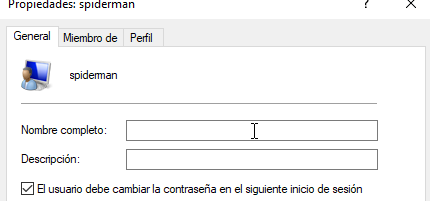 Propiedades: spiderman
General Miembro de Perfil
spiderman
Nombre completo:
Descripción:
El usuario debe cambiar la contraseña en el siguiente inicio de sesión